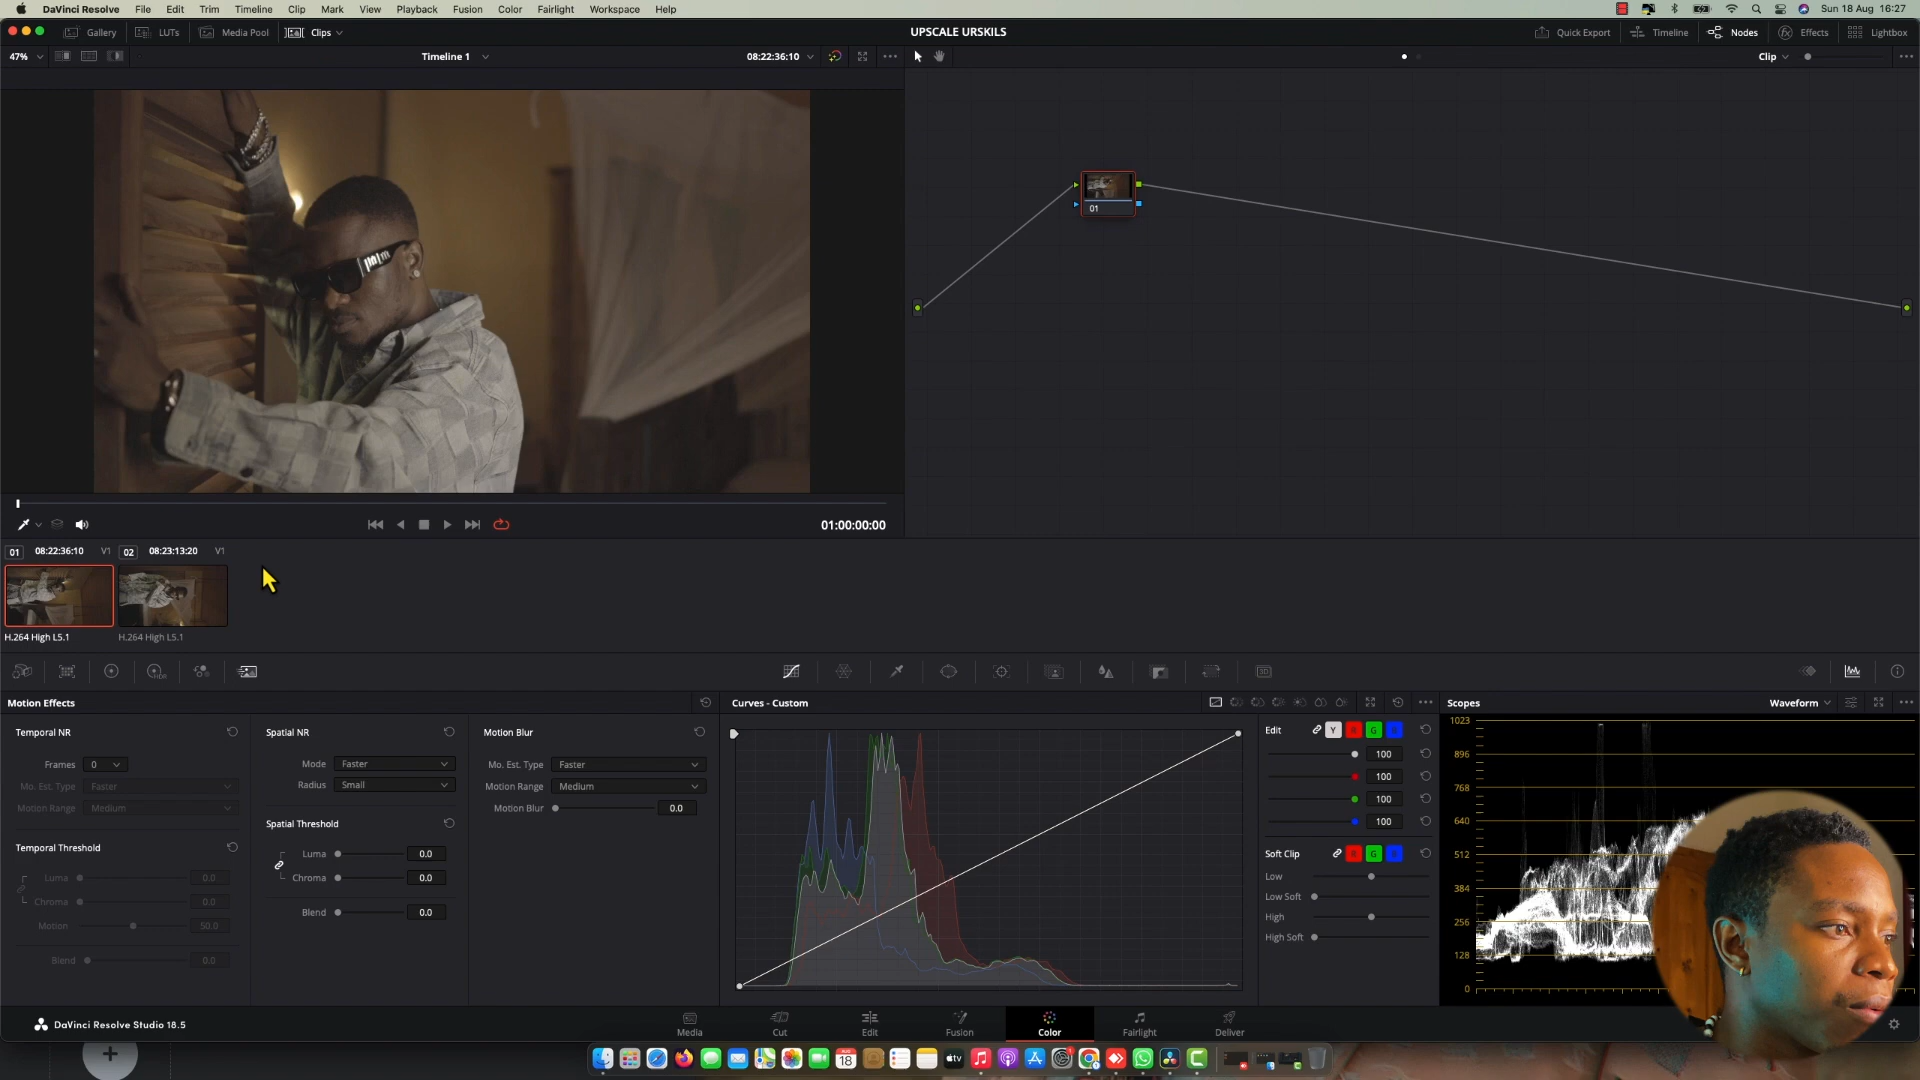 DaVinci Resolve File Edit Trim Timeline Clip Mark View Playback Fusion Color Fairlight Workspace Help Sun 18 Aug 16:27
Gallery LUTs Media Pool Clips UPSCALE URSKILS Quick Export Timeline Nodes Effects Lightbox
47% Timeline 1 08:22:36:10 Clip
01
01:00:00:00
01 08:22:36:10 V1 02 08:23:13:20 V1
H.264 High L5.1 H.264 High L5.1
Motion Effects Curves - Custom Scopes Waveform
Temporal NR Spatial NR Motion Blur
Frames 0
Mo. Est. Type Faster
Motion Range Medium
Temporal Threshold
Luma 0.0
Chroma 0.0
Motion 50.0
Blend 0.0
Mode Faster
Radius Small
Spatial Threshold
Luma 0.0
Chroma 0.0
Blend 0.0
Mo. Est. Type Faster
Motion Range Medium
Motion Blur 0.0
Edit Y R G B
100
100
100
100
Soft Clip R G B
Low
Low Soft
High
High Soft
1023
896
768
640
512
384
256
128
0
DaVinci Resolve Studio 18.5
Media Cut Edit Fusion Color Fairlight Deliver
AUG
18
tv